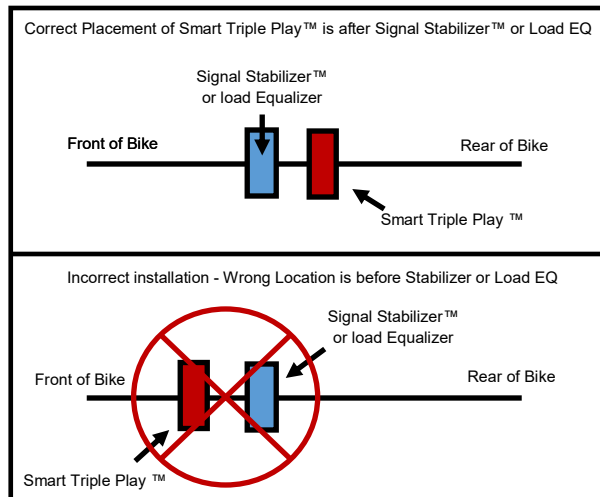 Correct Placement of Smart Triple Play™ is after Signal Stabilizer™ or Load EQ
Signal Stabilizer™
or load Equalizer
Front of Bike
Rear of Bike
Smart Triple Play ™
Incorrect installation - Wrong Location is before Stabilizer or Load EQ
Signal Stabilizer™
or load Equalizer
Front of Bike
Rear of Bike
Smart Triple Play ™